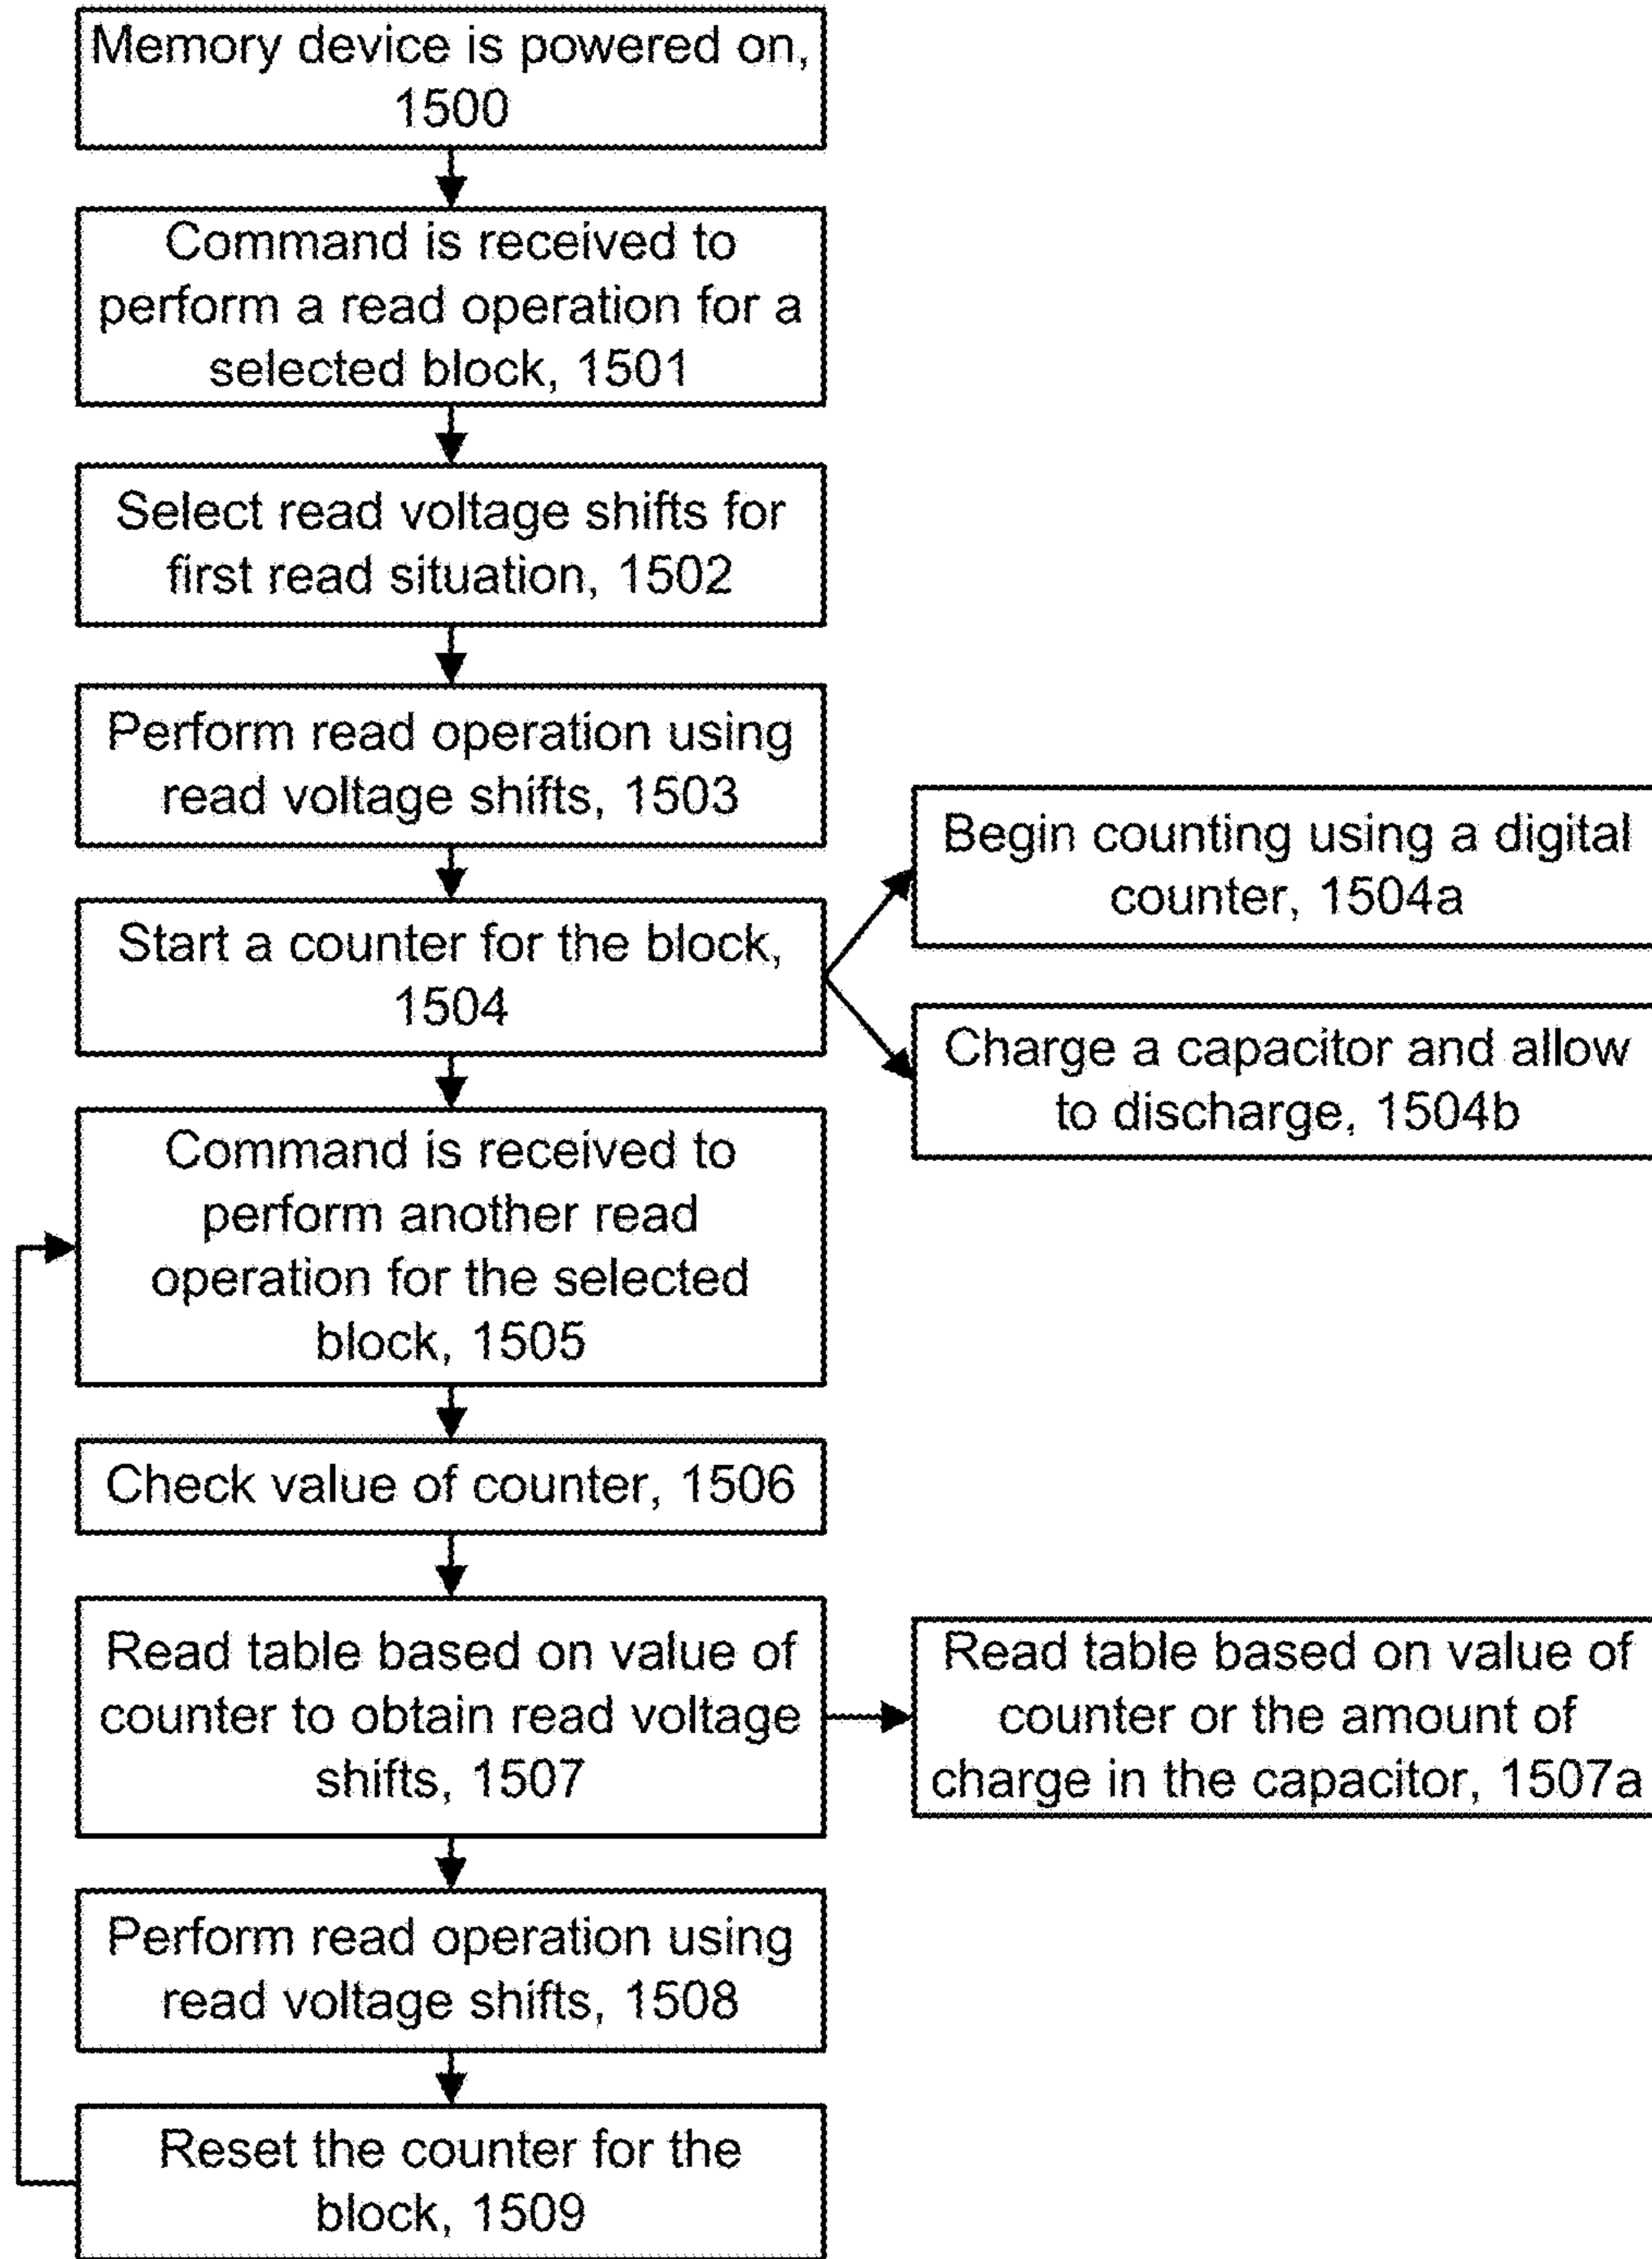 Memory device is powered on,
1500
Command is received to
perform a read operation for a
selected block, 1501
Select read voltage shifts for
first read situation, 1502
Perform read operation using
read voltage shifts, 1503
Start a counter for the block,
1504
Begin counting using a digital
counter, 1504a
Charge a capacitor and allow
to discharge, 1504b
Command is received to
perform another read
operation for the selected
block, 1505
Check value of counter, 1506
Read table based on value of
counter to obtain read voltage
shifts, 1507
Read table based on value of
counter or the amount of
charge in the capacitor, 1507a
Perform read operation using
read voltage shifts, 1508
Reset the counter for the
block, 1509